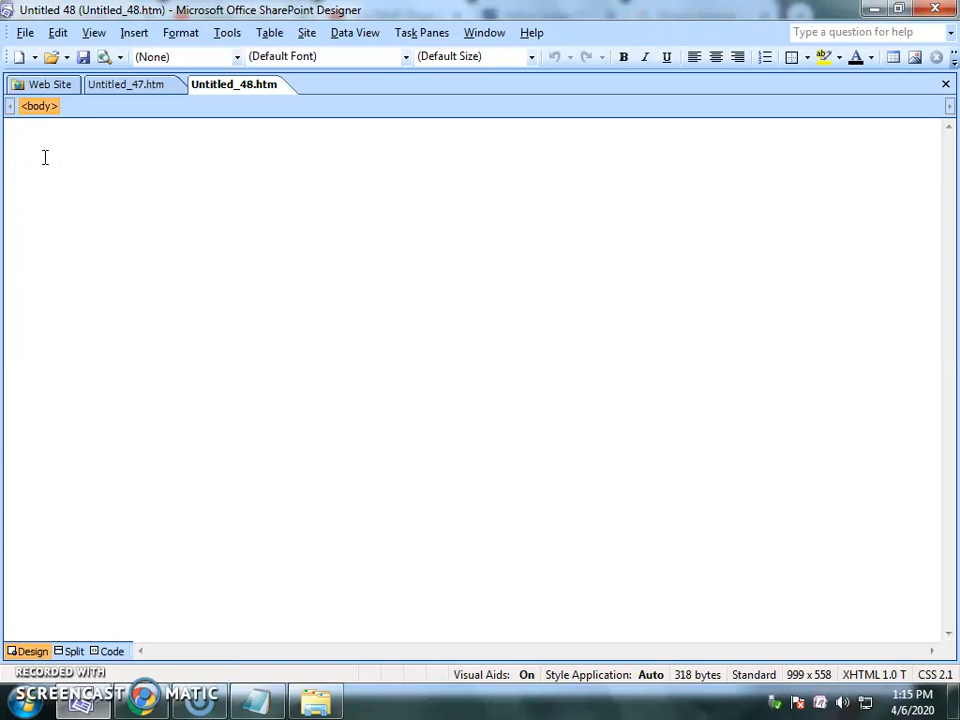 Untitled 48 (Untitled_48.htm) - Microsoft Office SharePoint Designer
File Edit View Insert Format Tools Table Site Data View Task Panes Window Help Type a question for help
(None) (Default Font) (Default Size) B I U ab A
Web Site Untitled_47.htm Untitled_48.htm
<body>
Design Split Code
Visual Aids: On Style Application: Auto 318 bytes Standard 999 x 558 XHTML 1.0 T CSS 2.1
RECORDED WITH
SCREENCAST MATIC
1:15 PM
4/6/2020